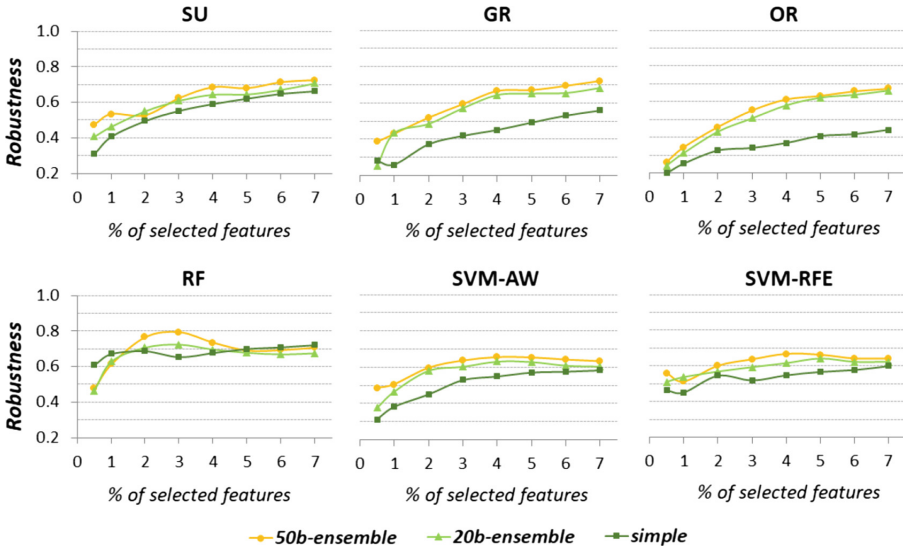 SU GR OR
1.0
0.8
0.6
0.4
0.2
Robustness
0 1 2 3 4 5 6 7 0 1 2 3 4 5 6 7 0 1 2 3 4 5 6 7
% of selected features % of selected features % of selected features
RF SVM-AW SVM-RFE
1.0
0.8
0.6
0.4
0.2
Robustness
0 1 2 3 4 5 6 7 0 1 2 3 4 5 6 7 0 1 2 3 4 5 6 7
% of selected features % of selected features % of selected features
50b-ensemble 20b-ensemble simple